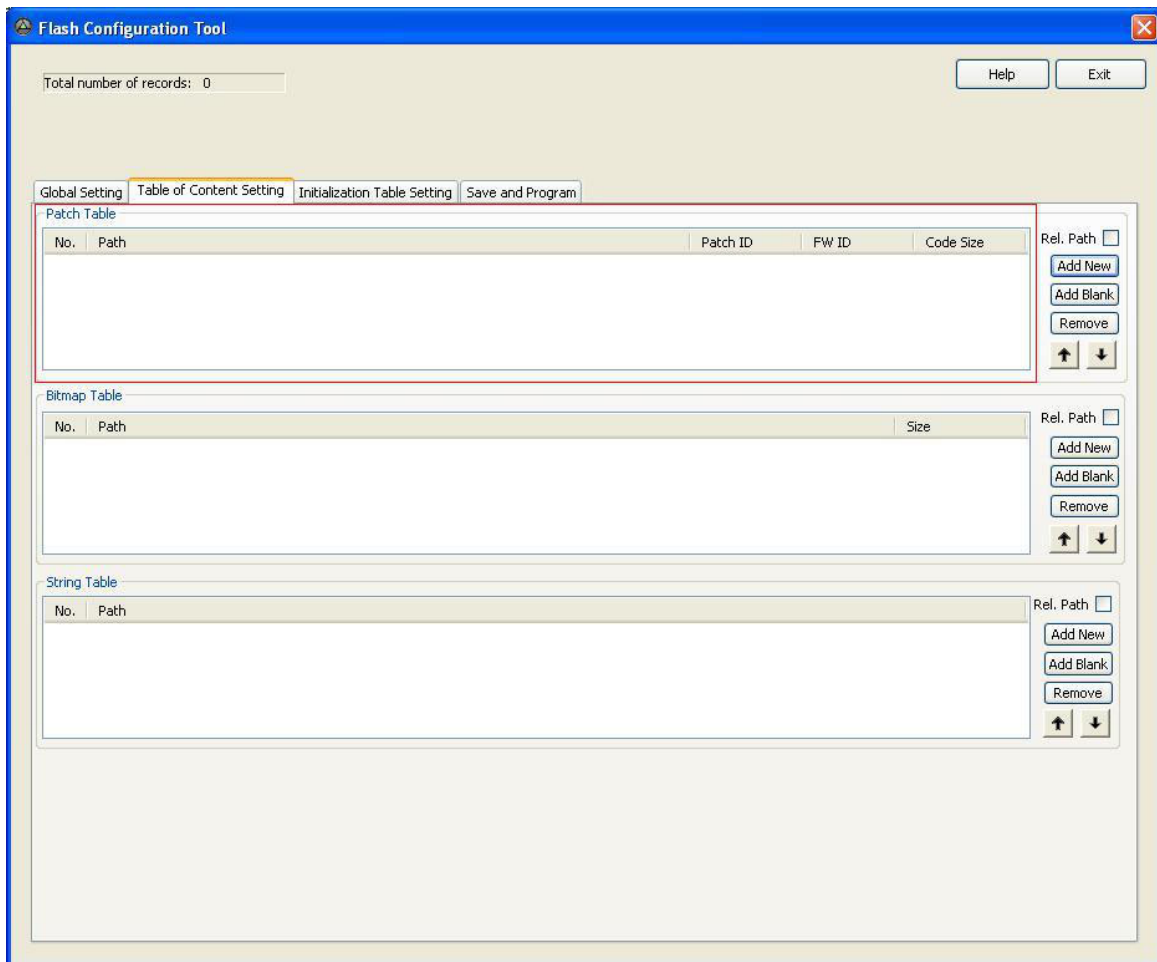 Flash Configuration Tool
Total number of records: 0
Help Exit
Global Setting Table of Content Setting Initialization Table Setting Save and Program
Patch Table
No. Path Patch ID FW ID Code Size
Rel. Path
Add New
Add Blank
Remove
Bitmap Table
No. Path Size
Rel. Path
Add New
Add Blank
Remove
String Table
No. Path
Rel. Path
Add New
Add Blank
Remove